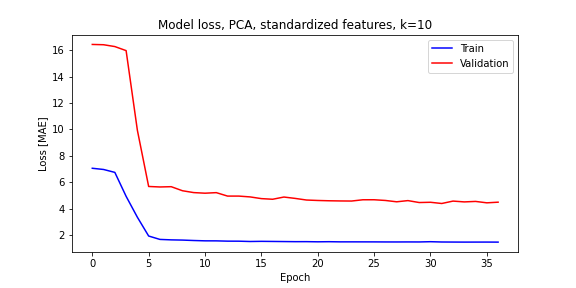 Model loss, PCA, standardized features, k=10
Train
Validation
Loss [MAE]
16
14
12
10
8
6
4
2
0 5 10 15 20 25 30 35
Epoch